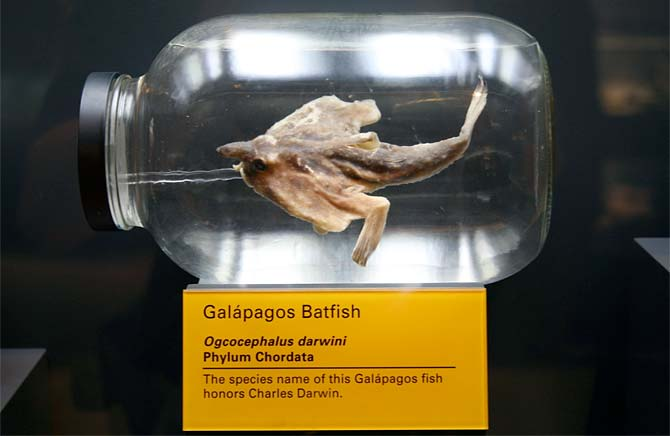 Galápagos Batfish
Ogcocephalus darwini
Phylum Chordata
The species name of this Galápagos fish
honors Charles Darwin.